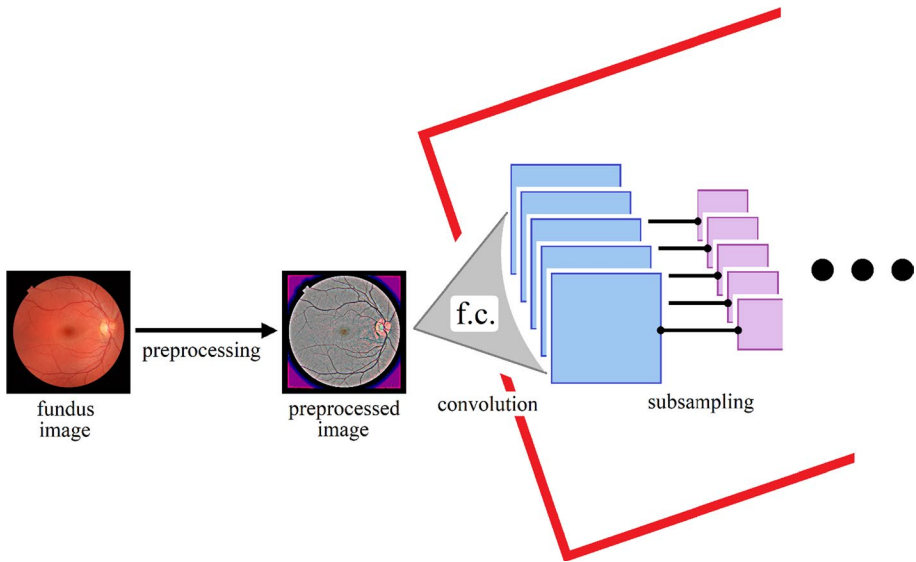 preprocessing
fundus
image
preprocessed
image
f.c.
convolution
subsampling